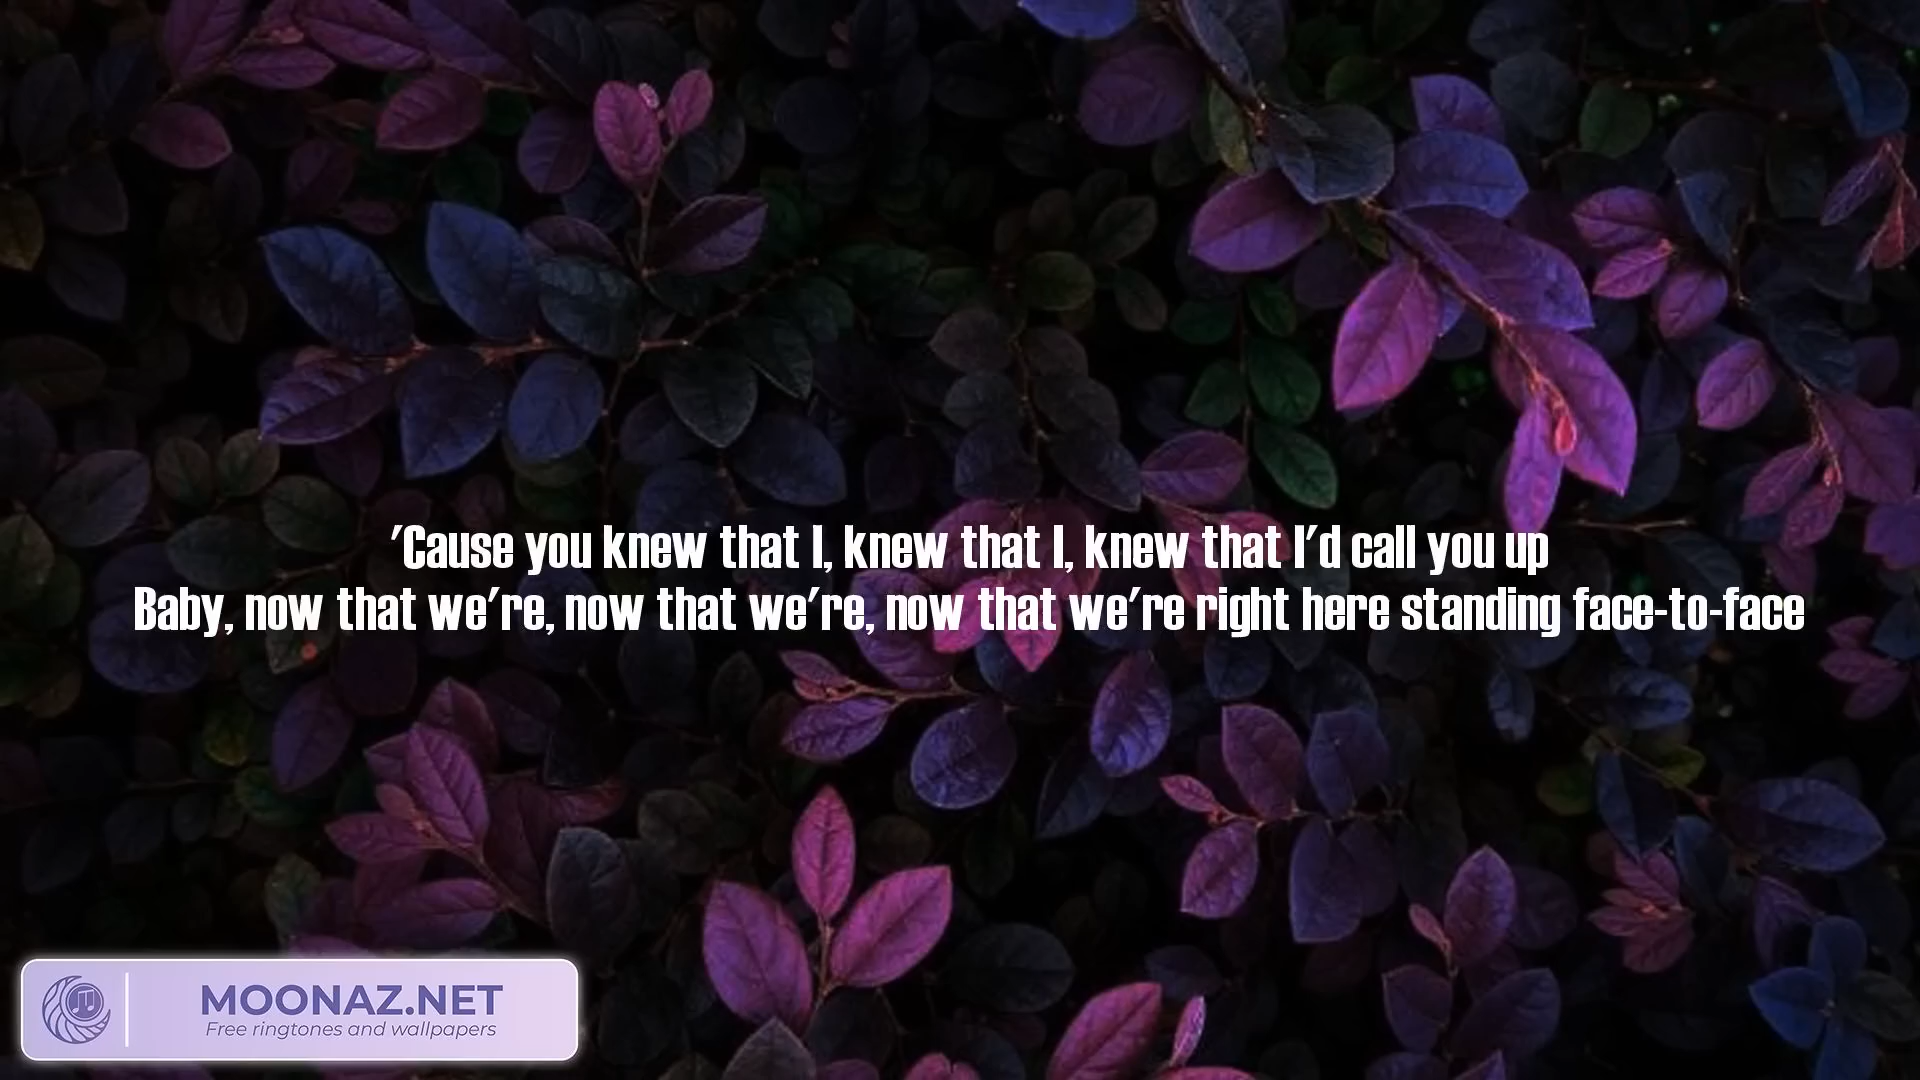 'Cause you knew that I, knew that I, knew that I'd call you up
Baby, now that we're, now that we're, now that we're right here standing face-to-face
MOONAZ.NET
Free ringtones and wallpapers